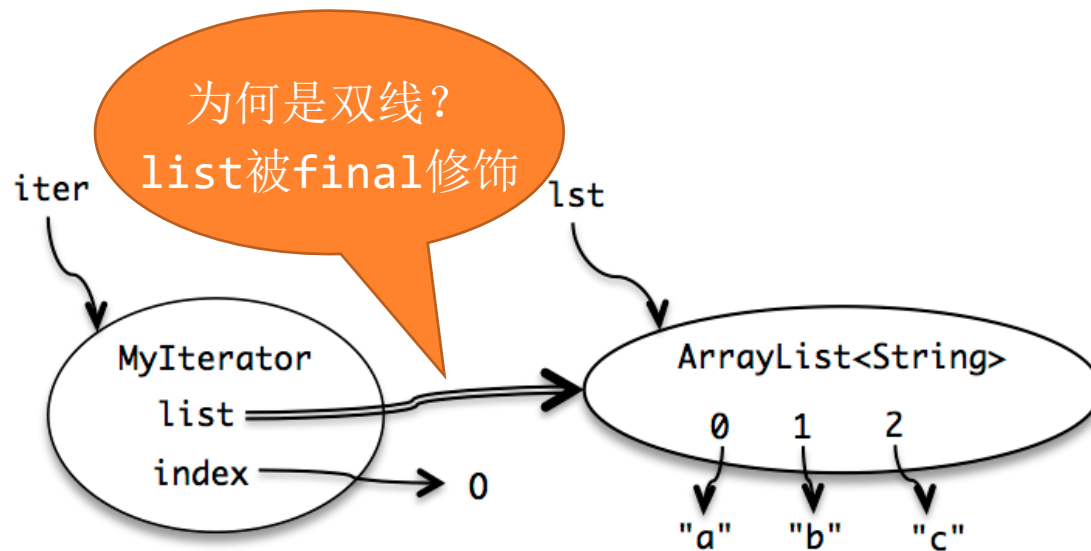 为何是双线？
list被final修饰
iter
lst
MyIterator
list
index
0
ArrayList<String>
0 1 2
"a" "b" "c"